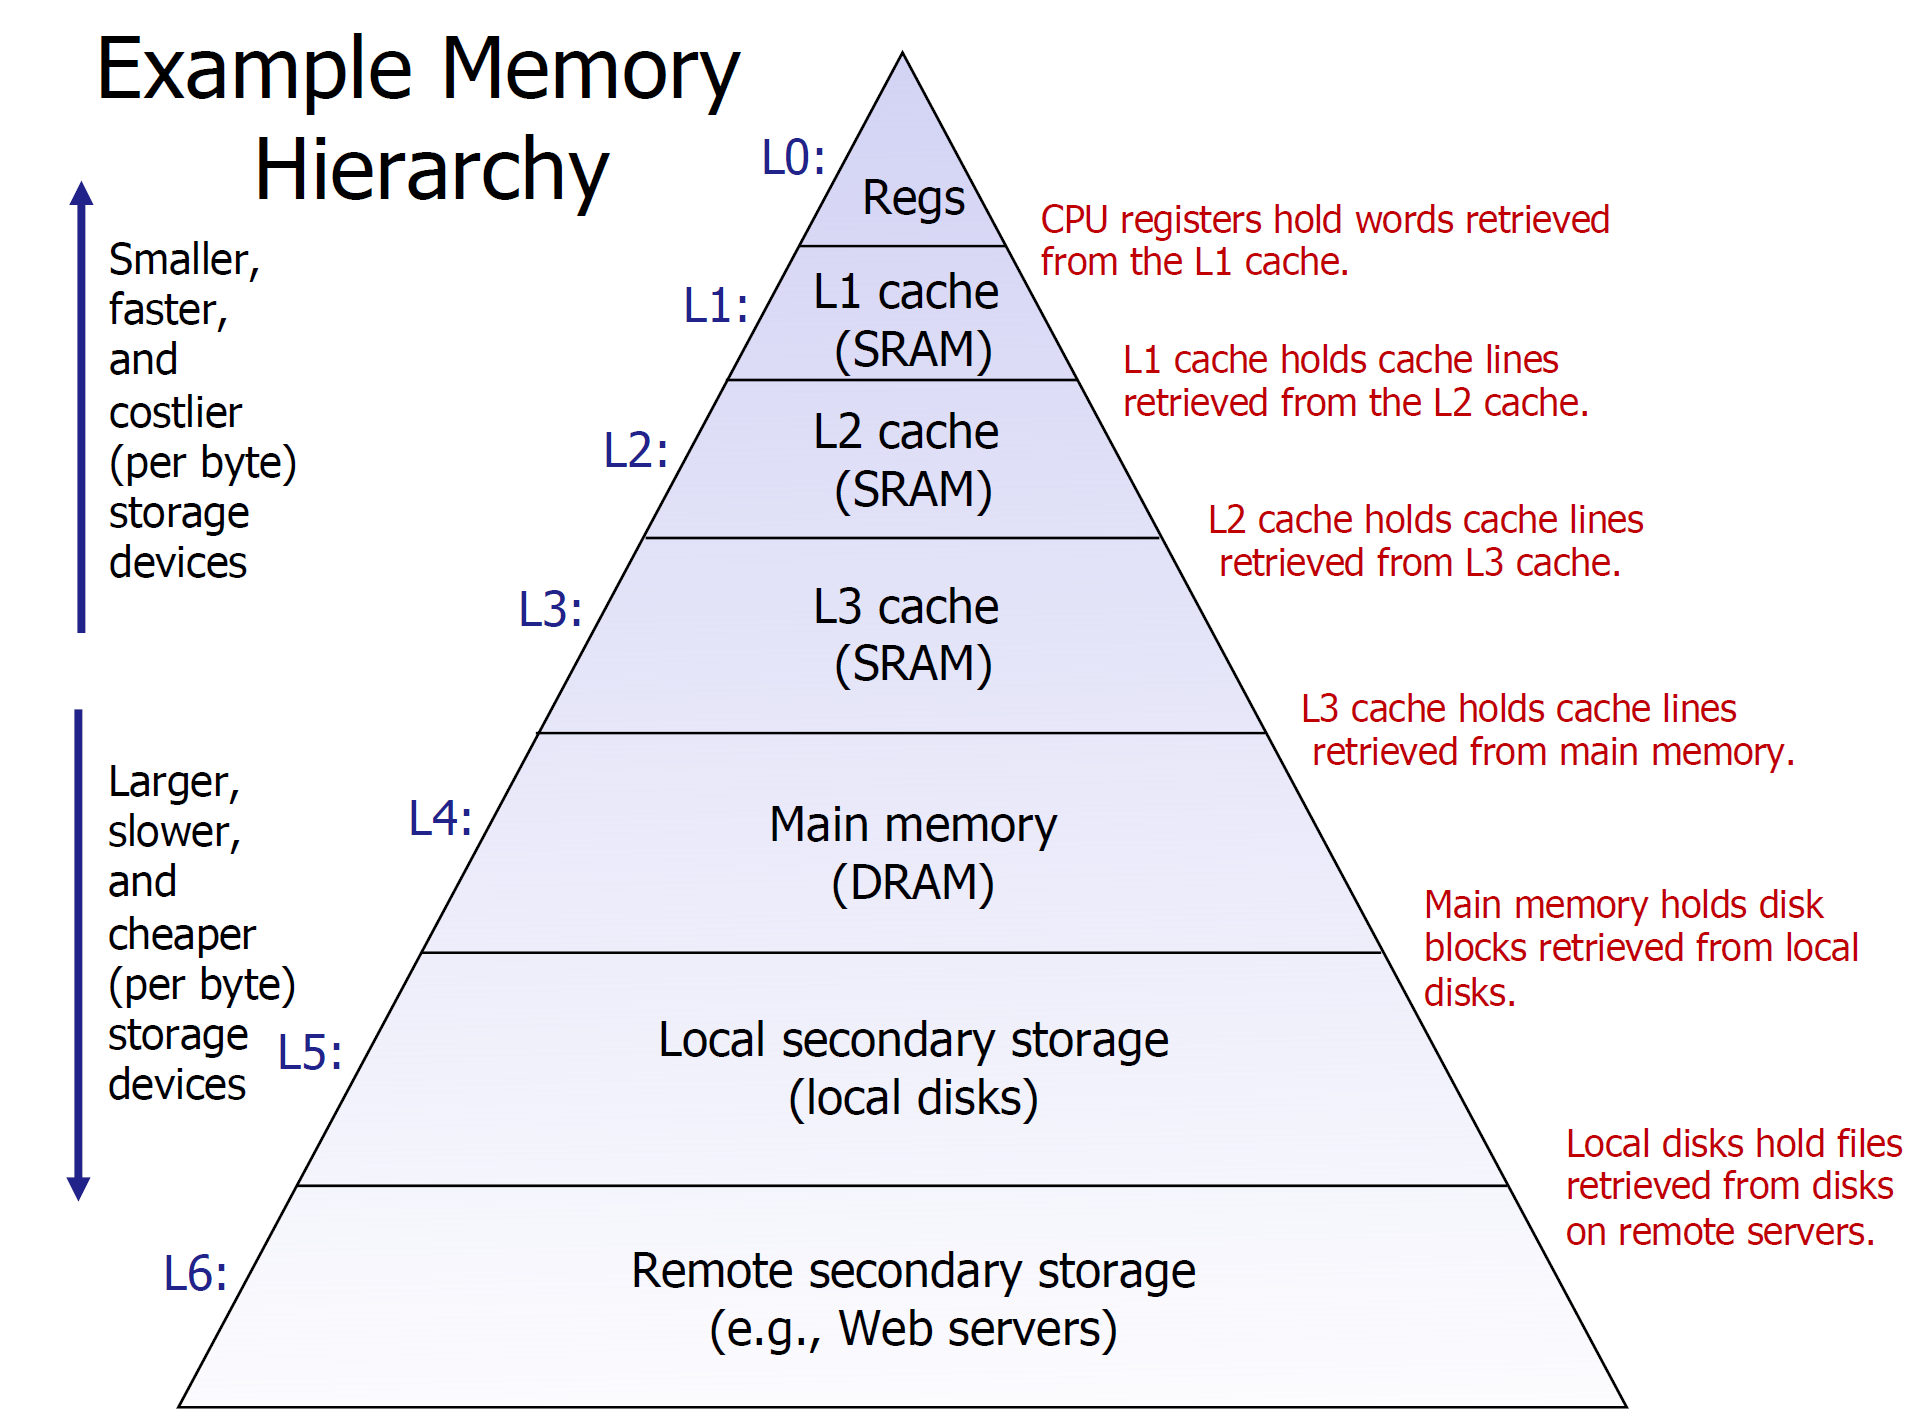 Example Memory
Hierarchy
Smaller,
faster,
and
costlier
(per byte)
storage
devices
Larger,
slower,
and
cheaper
(per byte)
storage
devices
L0:
Regs
CPU registers hold words retrieved
from the L1 cache.
L1:
L1 cache
(SRAM)
L1 cache holds cache lines
retrieved from the L2 cache.
L2:
L2 cache
(SRAM)
L2 cache holds cache lines
retrieved from L3 cache.
L3:
L3 cache
(SRAM)
L3 cache holds cache lines
retrieved from main memory.
L4:
Main memory
(DRAM)
Main memory holds disk
blocks retrieved from local
disks.
L5:
Local secondary storage
(local disks)
Local disks hold files
retrieved from disks
on remote servers.
L6:
Remote secondary storage
(e.g., Web servers)